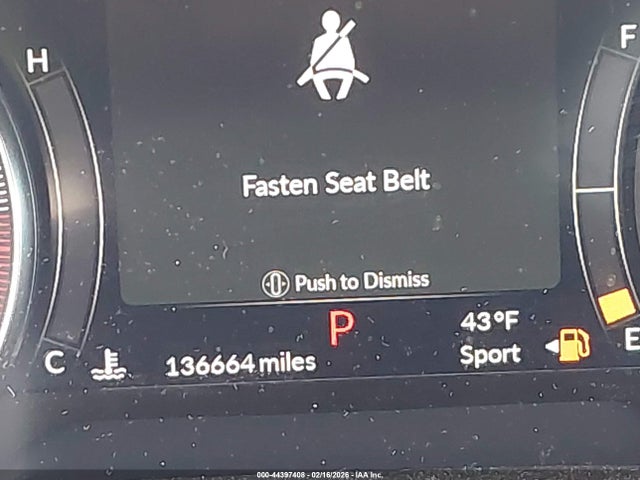 H
F
Fasten Seat Belt
Push to Dismiss
P
43°F
C
136664 miles
Sport
E
000-44397408 - 02/16/2026 - IAA Inc.